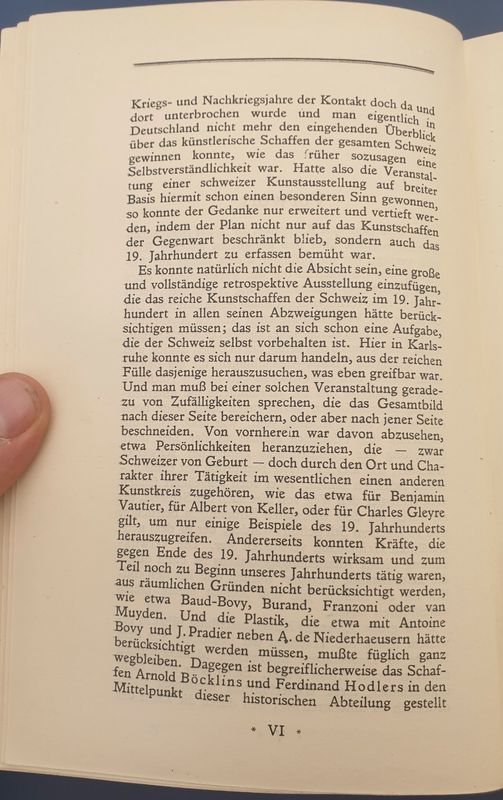 Kriegs- und Nachkriegsjahre der Kontakt doch da und
dort unterbrochen wurde und man eigentlich in
Deutschland nicht mehr den eingehenden Überblick
über das künstlerische Schaffen der gesamten Schweiz
gewinnen konnte, wie das früher sozusagen eine
Selbstverständlichkeit war. Hatte also die Veranstal-
tung einer schweizer Kunstausstellung auf breiter
Basis hiermit schon einen besonderen Sinn gewonnen,
so konnte der Gedanke nur erweitert und vertieft wer-
den, indem der Plan nicht nur auf das Kunstschaffen
der Gegenwart beschränkt blieb, sondern auch das
19. Jahrhundert zu erfassen bemüht war.
Es konnte natürlich nicht die Absicht sein, eine große
und vollständige retrospektive Ausstellung einzufügen,
die das reiche Kunstschaffen der Schweiz im 19. Jahr-
hundert in allen seinen Abzweigungen hätte berück-
sichtigen müssen; das ist an sich schon eine Aufgabe,
die der Schweiz selbst vorbehalten ist. Hier in Karls-
ruhe konnte es sich nur darum handeln, aus der reichen
Fülle dasjenige herauszusuchen, was eben greifbar war.
Und man muß bei einer solchen Veranstaltung gerade-
zu von Zufälligkeiten sprechen, die das Gesamtbild
nach dieser Seite bereichern, oder aber nach jener Seite
beschneiden. Von vornherein war davon abzusehen,
etwa Persönlichkeiten heranzuziehen, die — zwar
Schweizer von Geburt — doch durch den Ort und Cha-
rakter ihrer Tätigkeit im wesentlichen einen anderen
Kunstkreis zugehören, wie das etwa für Benjamin
Vautier, für Albert von Keller, oder für Charles Gleyre
gilt, um nur einige Beispiele des 19. Jahrhunderts
herauszugreifen. Andererseits konnten Kräfte, die
gegen Ende des 19. Jahrhunderts wirksam und zum
Teil noch zu Beginn unseres Jahrhunderts tätig waren,
aus räumlichen Gründen nicht berücksichtigt werden,
wie etwa Baud-Bovy, Burand, Franzoni oder van
Muyden. Und die Plastik, die etwa mit Antoine
Bovy und J. Pradier neben A. de Niederhaeusern hätte
berücksichtigt werden müssen, mußte füglich ganz
wegbleiben. Dagegen ist begreiflicherweise das Schaf-
fen Arnold Böcklins und Ferdinand Hodlers in den
Mittelpunkt dieser historischen Abteilung gestellt
* VI *